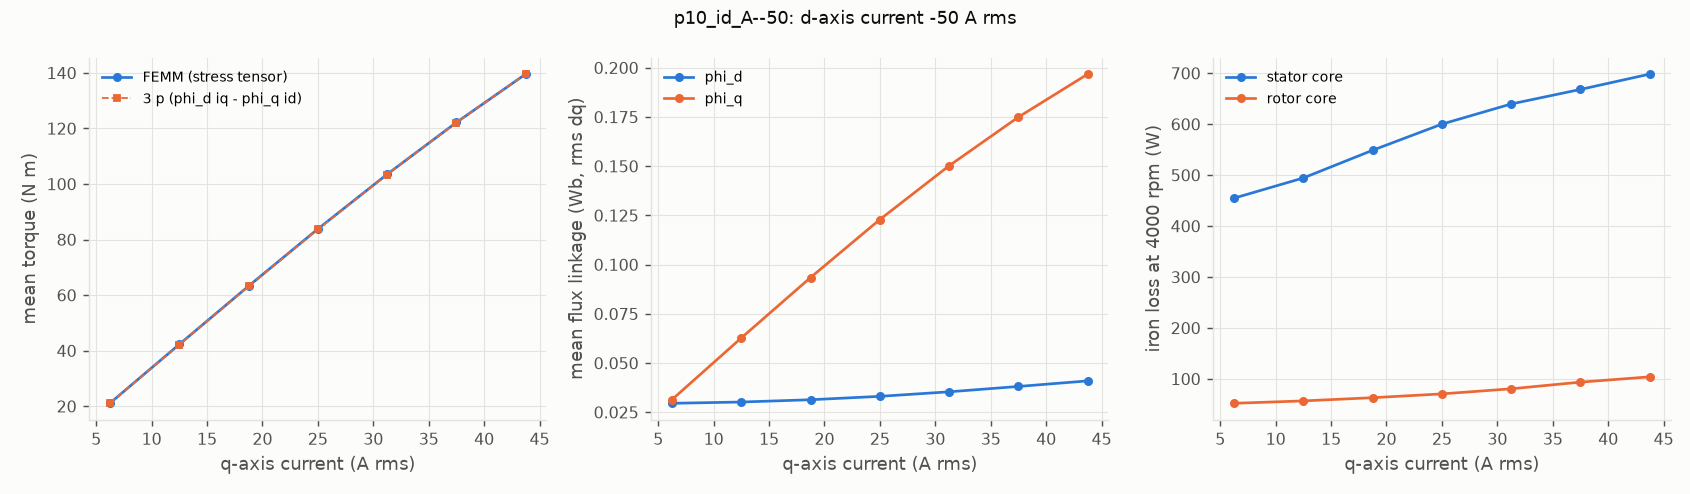 p10_id_A--50: d-axis current -50 A rms
mean torque (N m)
140
120
100
80
60
40
20
FEMM (stress tensor)
3 p (phi_d iq - phi_q id)
5 10 15 20 25 30 35 40 45
q-axis current (A rms)
mean flux linkage (Wb, rms dq)
0.200
0.175
0.150
0.125
0.100
0.075
0.050
0.025
phi_d
phi_q
5 10 15 20 25 30 35 40 45
q-axis current (A rms)
iron loss at 4000 rpm (W)
700
600
500
400
300
200
100
stator core
rotor core
5 10 15 20 25 30 35 40 45
q-axis current (A rms)